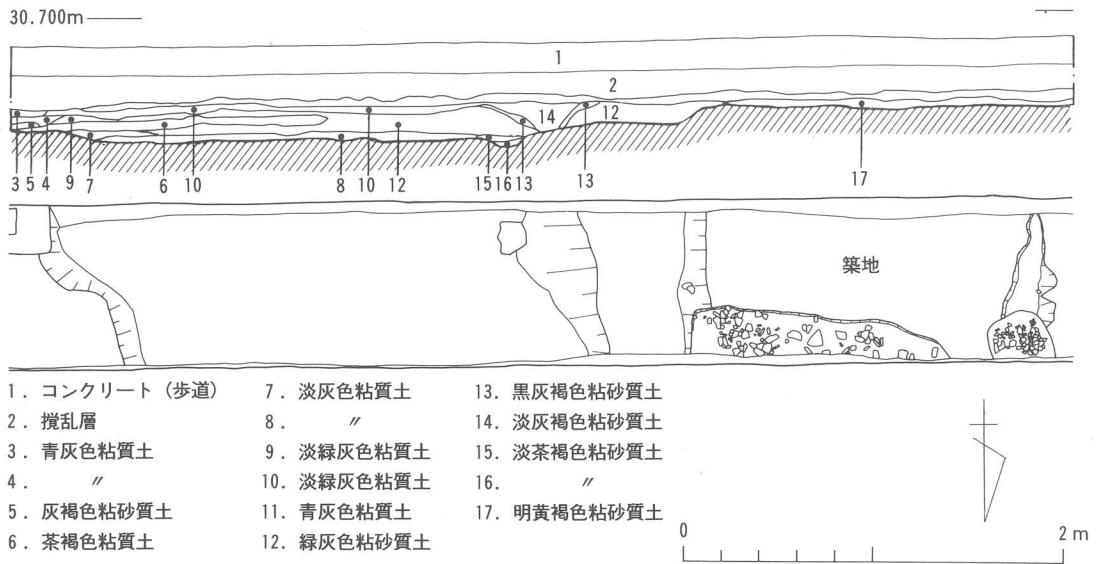 30.700m
1
2
14
12
3 5 4 9 7 6 10 8 10 12 15 16 13 13 17
築地
1. コンクリート (歩道)
2. 攪乱層
3. 青灰色粘質土
4. 〃
5. 灰褐色粘砂質土
6. 茶褐色粘質土
7. 淡灰色粘質土
8. 〃
9. 淡緑灰色粘質土
10. 淡緑灰色粘質土
11. 青灰色粘質土
12. 緑灰色粘砂質土
13. 黒灰褐色粘砂質土
14. 淡灰褐色粘砂質土
15. 淡茶褐色粘砂質土
16. 〃
17. 明黄褐色粘砂質土
0 2m